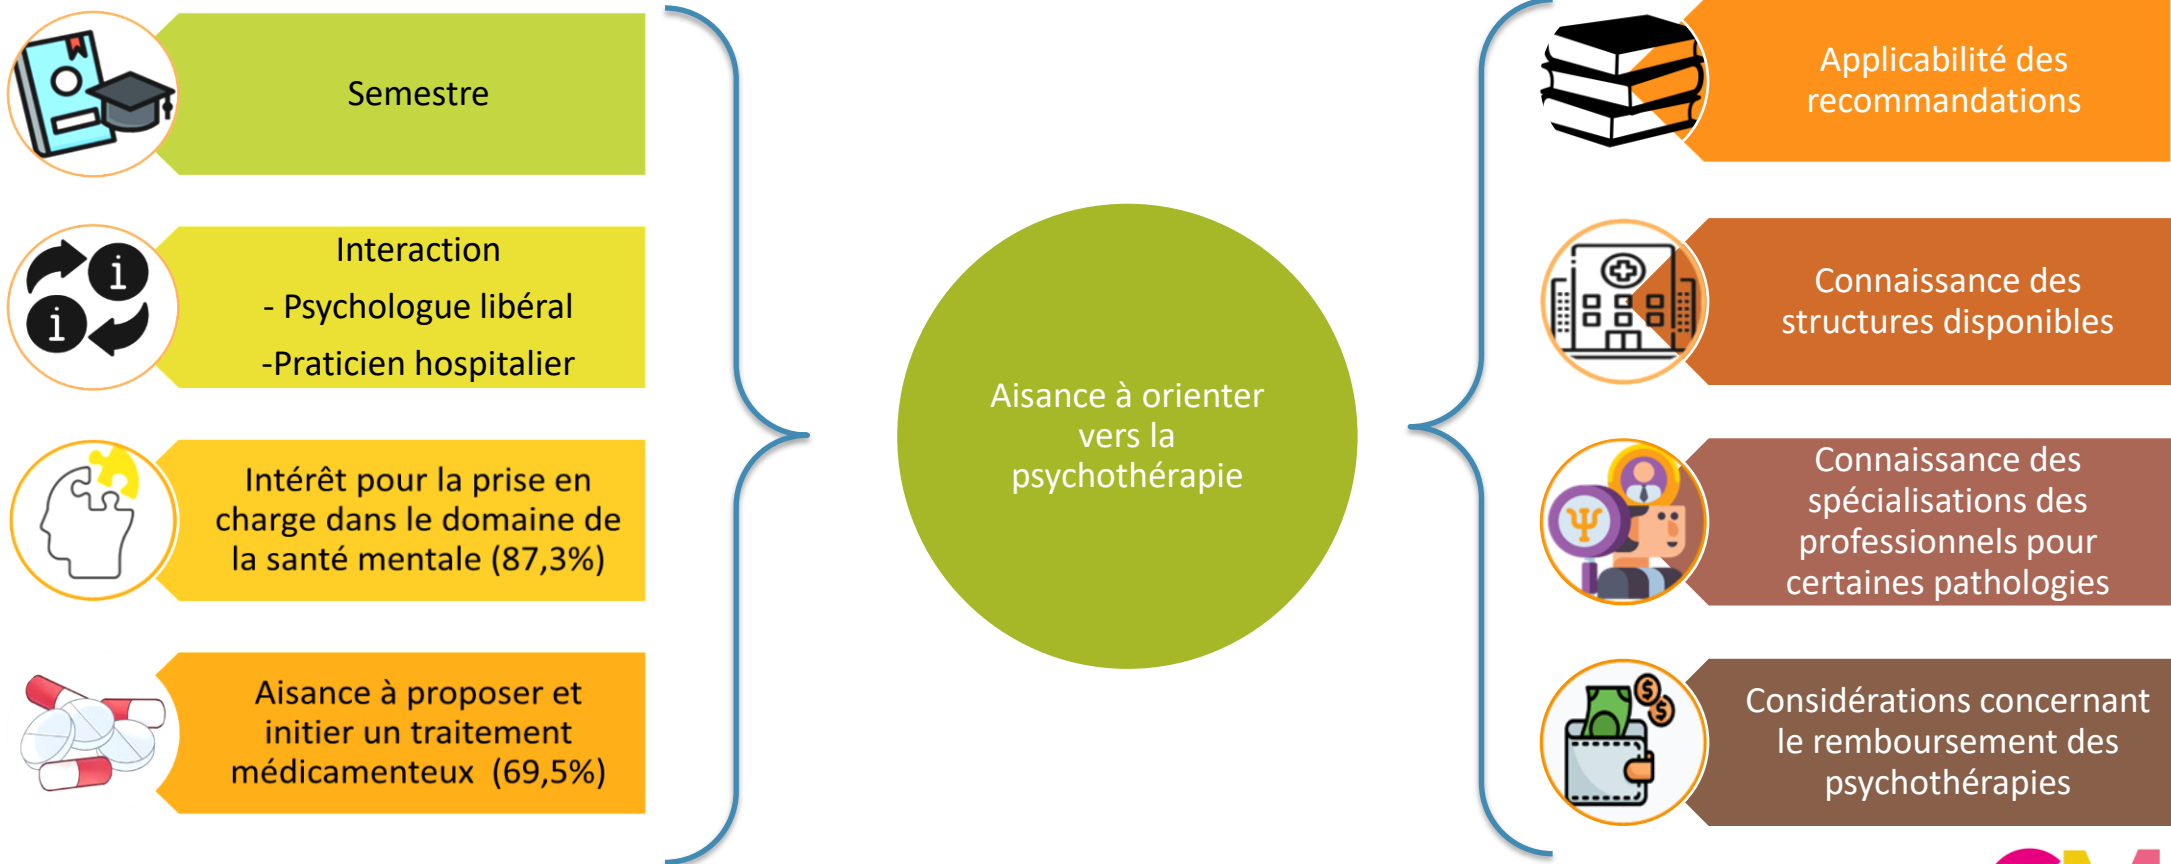 Semestre
Interaction
- Psychologue libéral
-Praticien hospitalier
Intérêt pour la prise en
charge dans le domaine de
la santé mentale (87,3%)
Aisance à proposer et
initier un traitement
médicamenteux (69,5%)
Aisance à orienter
vers la
psychothérapie
Applicabilité des
recommandations
Connaissance des
structures disponibles
Connaissance des
spécialisations des
professionnels pour
certaines pathologies
Considérations concernant
le remboursement des
psychothérapies